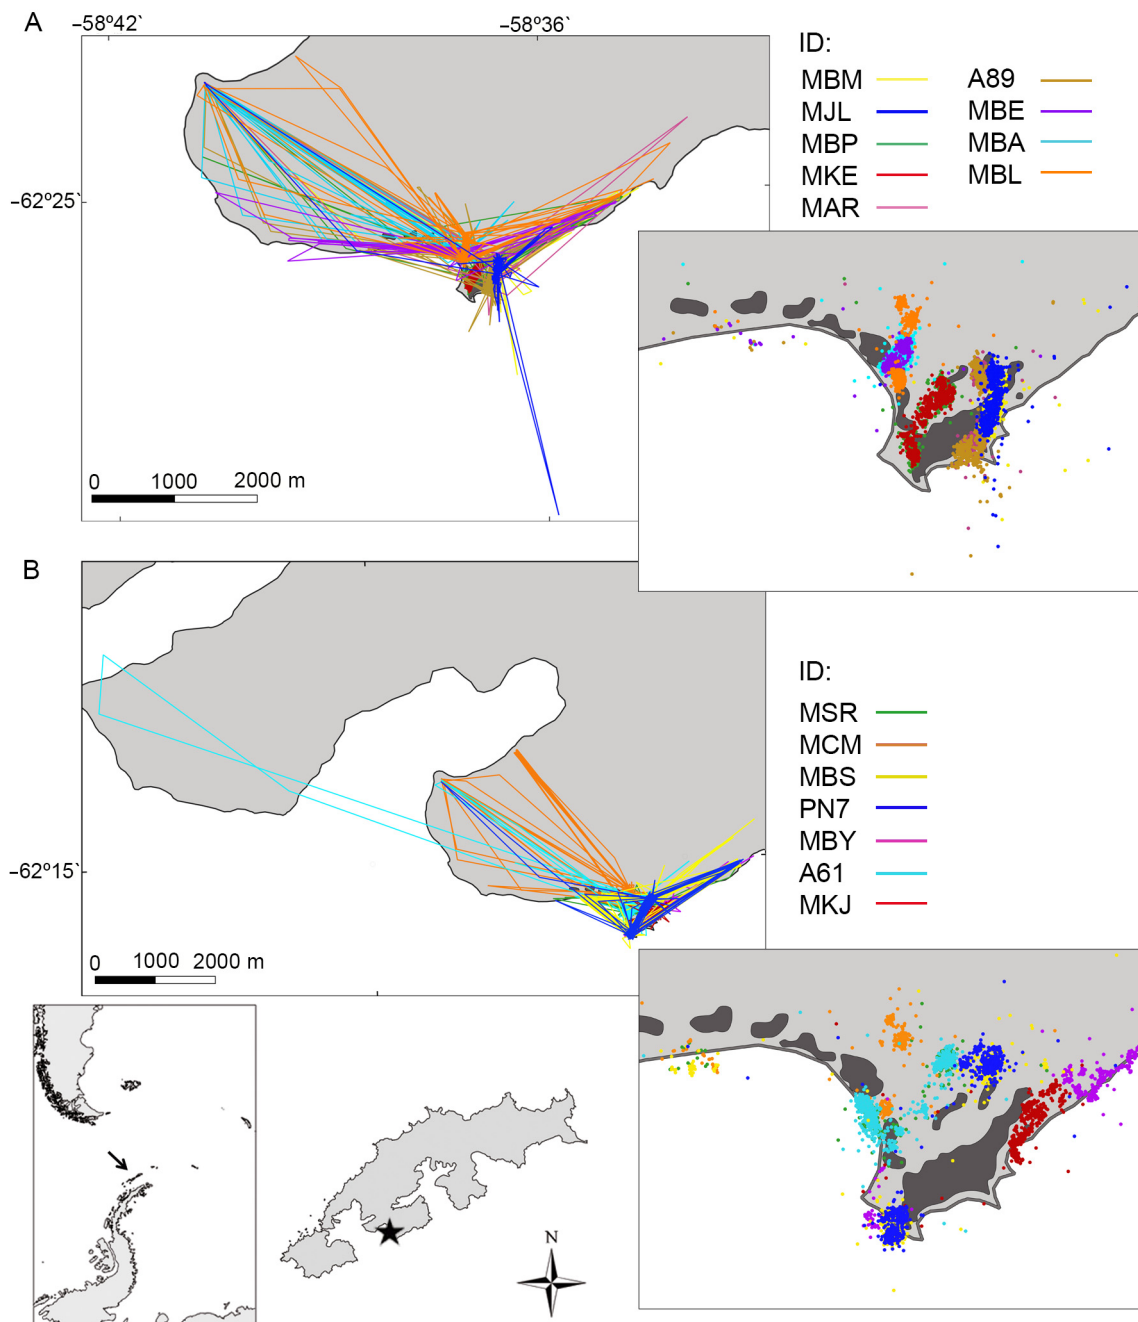 A
–58º42`
–58º36`
–62º25`
0 1000 2000 m
ID:
MBM
MJL
MBP
MKE
MAR
A89
MBE
MBA
MBL
B
–62º15`
0 1000 2000 m
ID:
MSR
MCM
MBS
PN7
MBY
A61
MKJ
N